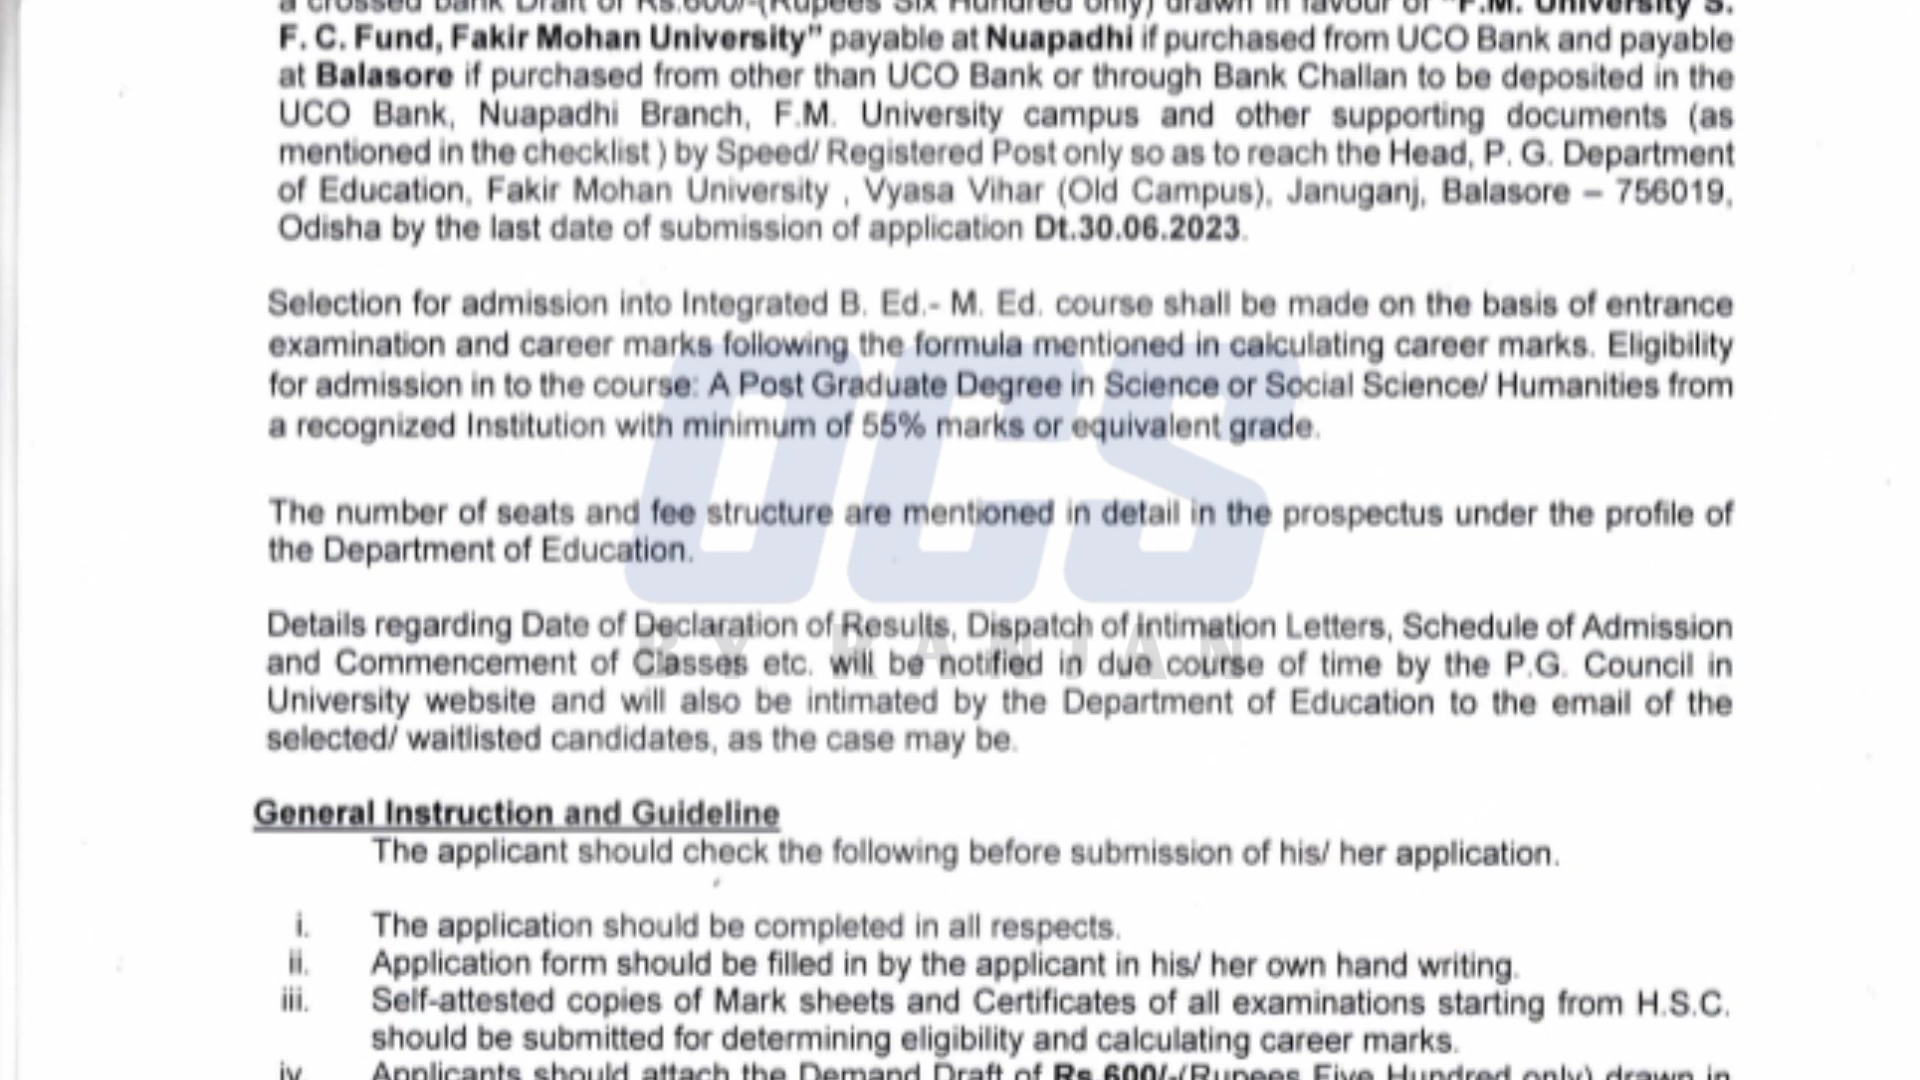 a crossed Bank Draft of Rs.600/-(Rupees Six Hundred only) drawn in favour of "F.M. University S.
F. C. Fund, Fakir Mohan University" payable at Nuapadhi if purchased from UCO Bank and payable
at Balasore if purchased from other than UCO Bank or through Bank Challan to be deposited in the
UCO Bank, Nuapadhi Branch, F.M. University campus and other supporting documents (as
mentioned in the checklist ) by Speed/ Registered Post only so as to reach the Head, P. G. Department
of Education, Fakir Mohan University , Vyasa Vihar (Old Campus), Januganj, Balasore – 756019,
Odisha by the last date of submission of application Dt.30.06.2023.
Selection for admission into Integrated B. Ed.- M. Ed. course shall be made on the basis of entrance
examination and career marks following the formula mentioned in calculating career marks. Eligibility
for admission in to the course: A Post Graduate Degree in Science or Social Science/ Humanities from
a recognized Institution with minimum of 55% marks or equivalent grade.
OCS
The number of seats and fee structure are mentioned in detail in the prospectus under the profile of
the Department of Education.
Details regarding Date of Declaration of Results, Dispatch of Intimation Letters, Schedule of Admission
BY RANJAN
and Commencement of Classes etc. will be notified in due course of time by the P.G. Council in
University website and will also be intimated by the Department of Education to the email of the
selected/ waitlisted candidates, as the case may be.
General Instruction and Guideline
The applicant should check the following before submission of his/ her application.
i. The application should be completed in all respects.
ii. Application form should be filled in by the applicant in his/ her own hand writing.
iii. Self-attested copies of Mark sheets and Certificates of all examinations starting from H.S.C.
should be submitted for determining eligibility and calculating career marks.
iv. Applicants should attach the Demand Draft of Rs.600/-(Rupees Five Hundred only) drawn in